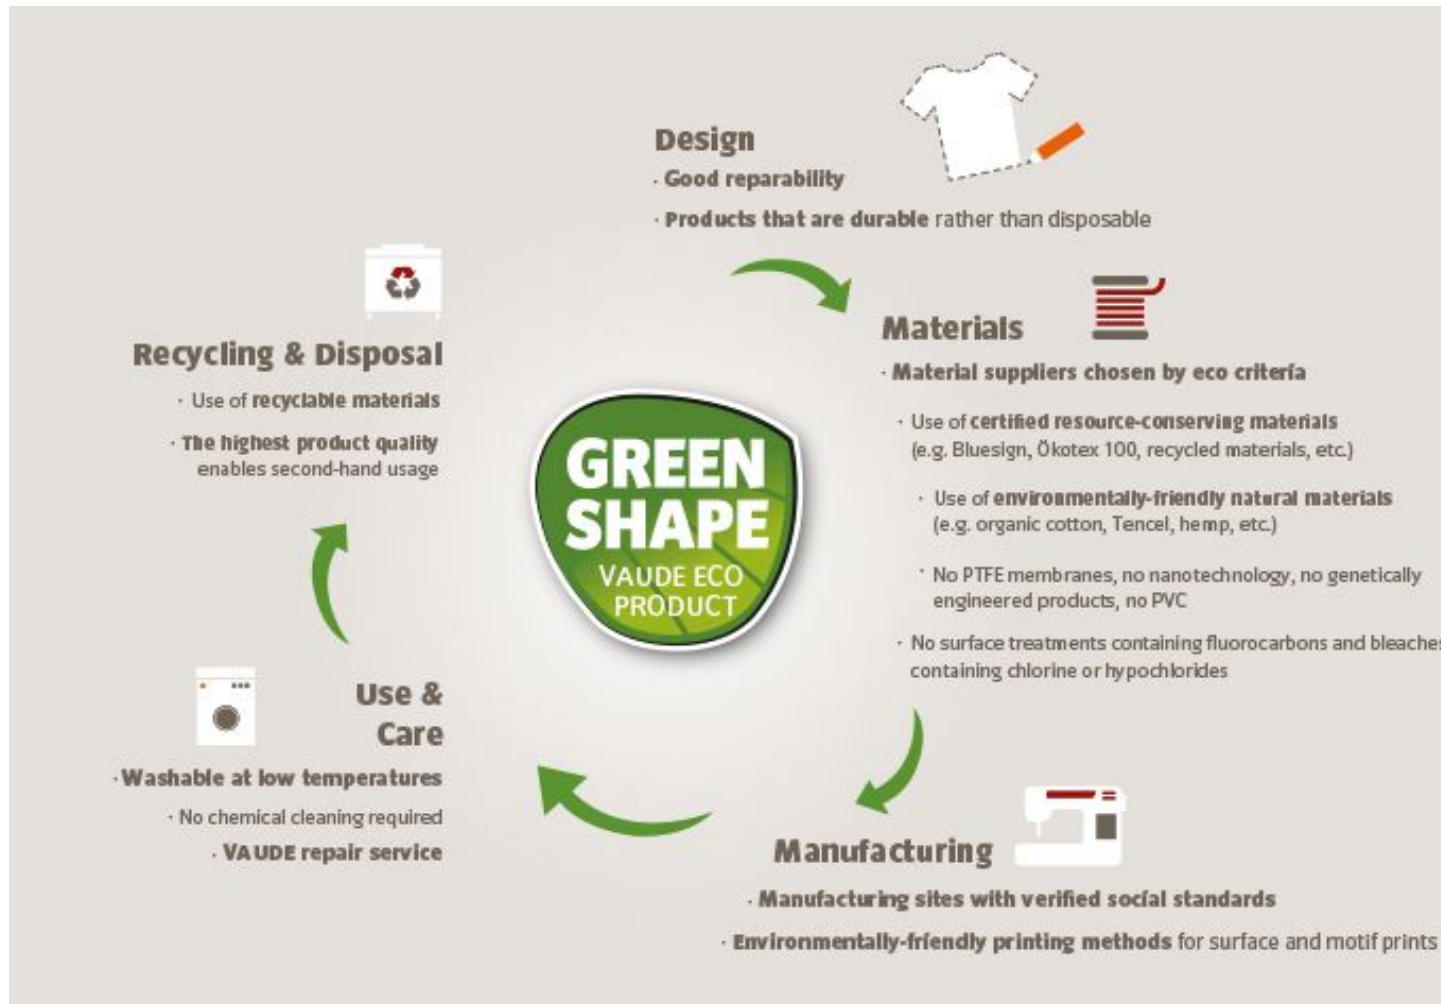 Design
· Good reparability
· Products that are durable rather than disposable
Materials
· Material suppliers chosen by eco criteria
· Use of certified resource-conserving materials
(e.g. Bluesign, Ökotex 100, recycled materials, etc.)
· Use of environmentally-friendly natural materials
(e.g. organic cotton, Tencel, hemp, etc.)
· No PTFE membranes, no nanotechnology, no genetically
engineered products, no PVC
· No surface treatments containing fluorocarbons and bleaches
containing chlorine or hypochlorides
Manufacturing
· Manufacturing sites with verified social standards
· Environmentally-friendly printing methods for surface and motif prints
Use &
Care
· Washable at low temperatures
· No chemical cleaning required
· VAUDE repair service
Recycling & Disposal
· Use of recyclable materials
· The highest product quality
enables second-hand usage
GREEN
SHAPE
VAUDE ECO
PRODUCT